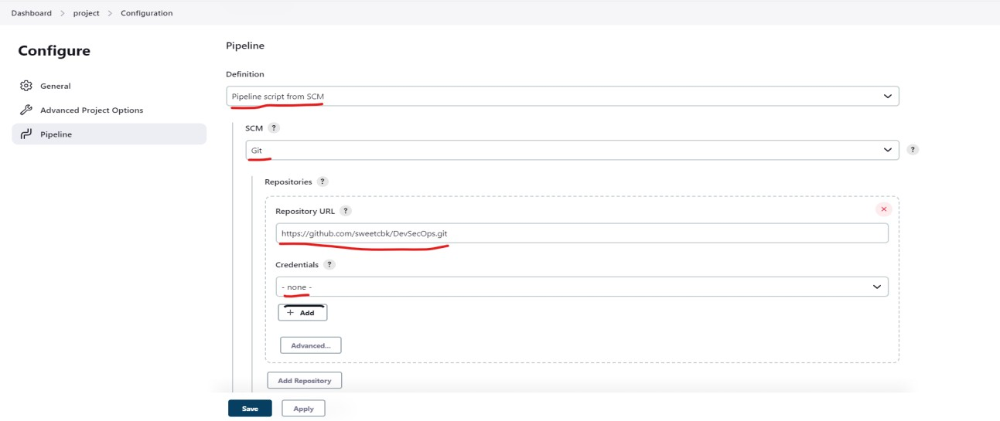 Dashboard > project > Configuration
Configure
General
Advanced Project Options
Pipeline
Pipeline
Definition
Pipeline script from SCM
SCM ?
Git
?
Repositories ?
Repository URL ?
https://github.com/sweetcbk/DevSecOps.git
Credentials ?
- none -
+ Add
Advanced...
Add Repository
Save
Apply